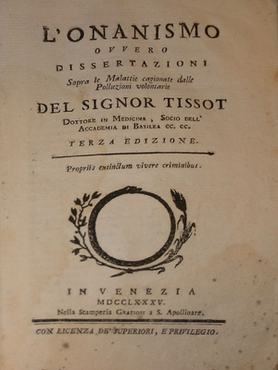 L'ONANISMO
OVVERO
DISSERTAZIONI
Sopra le Malattie cagionate dalle
Polluzioni volontarie
DEL SIGNOR TISSOT
DOTTORE IN MEDICINA, SOCIO DELL'
ACCADEMIA DI BASILEA EC. EC.
TERZA EDIZIONE.
Propriis extinctum vivere criminibus.
IN VENEZIA
MDCCLXXXV.
Nella Stamperia Graziosi a S. Apollinare.
CON LICENZA DE' SUPERIORI, E PRIVILEGIO.